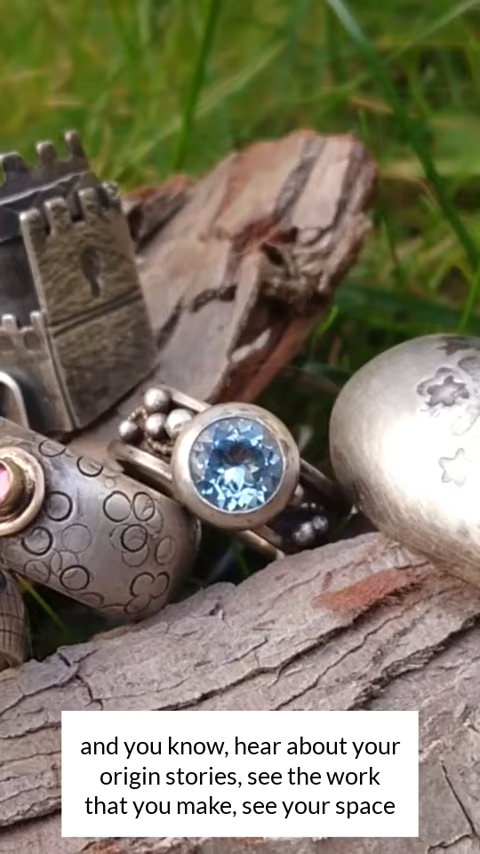 and you know, hear about your
origin stories, see the work
that you make, see your space